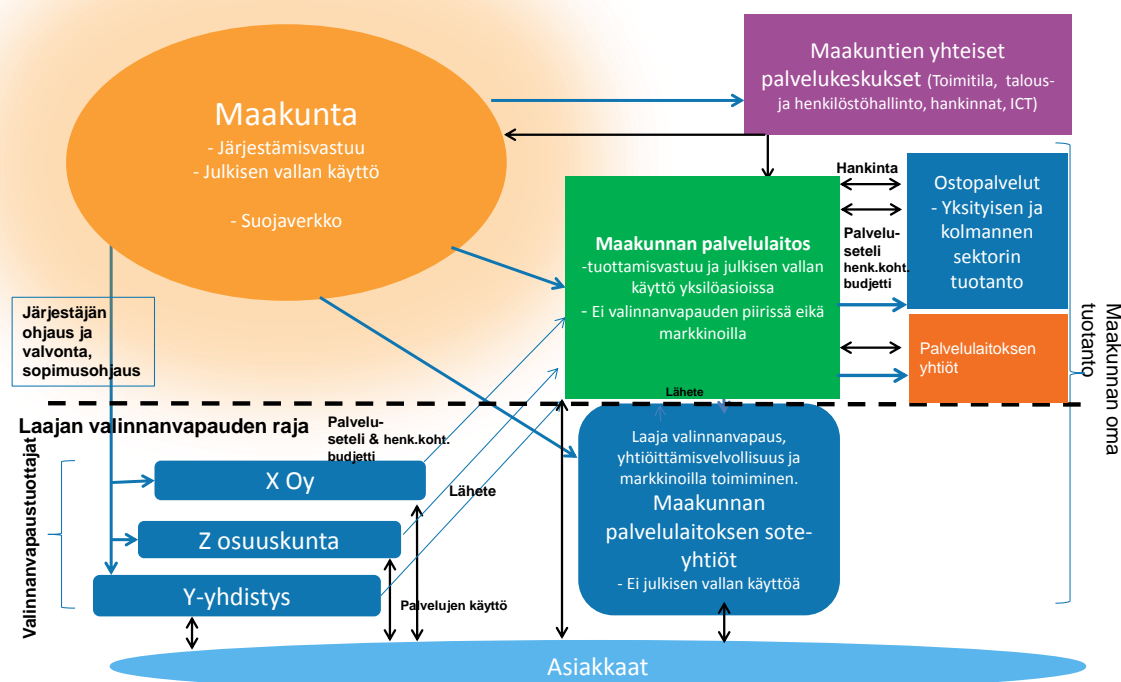 Maakuntien yhteiset
palvelukeskukset (Toimitila, talous-
ja henkilöstöhallinto, hankinnat, ICT)
Maakunta
- Järjestämisvastuu
- Julkisen vallan käyttö
- Suojaverkko
Hankinta
Palvelu-
seteli
henk.koht.
budjetti
Ostopalvelut
- Yksityisen ja
kolmannen
sektorin
tuotanto
Maakunnan palvelulaitos
-tuottamisvastuu ja julkisen vallan
käyttö yksilöasioissa
- Ei valinnanvapauden piirissä eikä
markkinoilla
Palvelulaitoksen
yhtiöt
Maakunnan oma
tuotanto
Järjestäjän
ohjaus ja
valvonta,
sopimusohjaus
Lähete
Laajan valinnanvapauden raja
Palvelu-
seteli & henk.koht.
budjetti
Valinnanvapaustuottajat
X Oy
Lähete
Z osuuskunta
Y-yhdistys
Palvelujen käyttö
Laaja valinnanvapaus,
yhtiöittämisvelvollisuus ja
markkinoilla toimiminen.
Maakunnan
palvelulaitoksen sote-
yhtiöt
- Ei julkisen vallan käyttöä
Asiakkaat